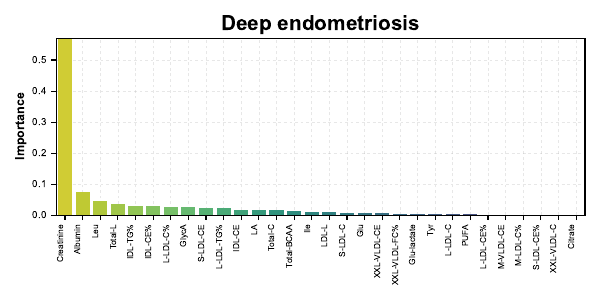 Deep endometriosis
Importance
0.5
0.4
0.3
0.2
0.1
0.0
Creatinine
Albumin
Leu
Total-L
IDL-TG%
IDL-CE%
L-LDL-C%
GlycA
S-LDL-CE
L-LDL-TG%
IDL-CE
LA
Total-C
Total-BCAA
Ile
LDL-L
S-LDL-C
Glu
XXL-VLDL-CE
XXL-VLDL-FC%
Glu-lactate
Tyr
L-LDL-C
PUFA
L-LDL-CE%
M-VLDL-CE
M-LDL-C%
S-LDL-CE%
XXL-VLDL-C
Citrate